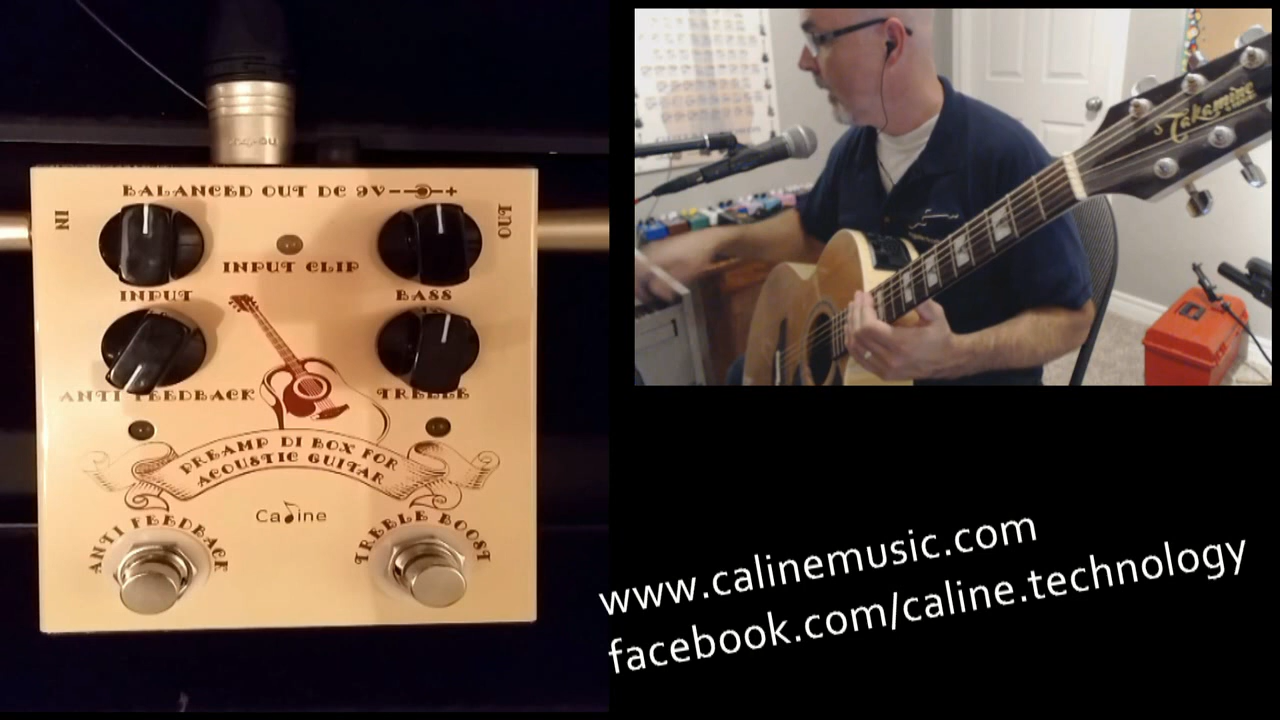 BALANCED OUT DC 9V
IN
OUT
INPUT CLIP
INPUT
BASS
ANTI FEEDBACK
TREBLE
PREAMP DI BOX FOR
ACOUSTIC GUITAR
Caline
ANTI FEEDBACK
TREBLE BOOST
Takamine
www.calinemusic.com
facebook.com/caline.technology